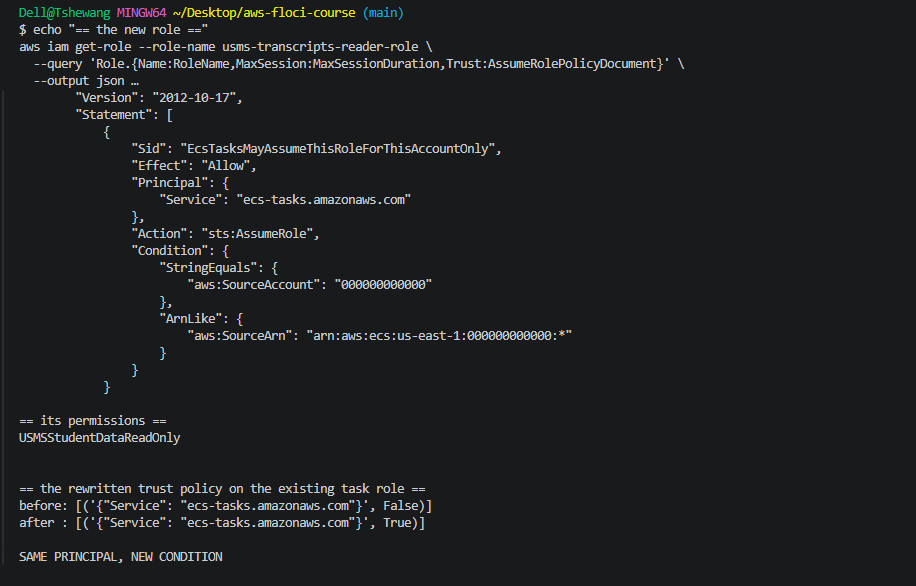 Dell@Tshewang MINGW64 ~/Desktop/aws-floci-course (main)
$ echo "== the new role =="
aws iam get-role --role-name usms-transcripts-reader-role \
  --query 'Role.{Name:RoleName,MaxSession:MaxSessionDuration,Trust:AssumeRolePolicyDocument}' \
  --output json …
        "Version": "2012-10-17",
        "Statement": [
            {
                "Sid": "EcsTasksMayAssumeThisRoleForThisAccountOnly",
                "Effect": "Allow",
                "Principal": {
                    "Service": "ecs-tasks.amazonaws.com"
                },
                "Action": "sts:AssumeRole",
                "Condition": {
                    "StringEquals": {
                        "aws:SourceAccount": "000000000000"
                    },
                    "ArnLike": {
                        "aws:SourceArn": "arn:aws:ecs:us-east-1:000000000000:*"
                    }
                }
            }

== its permissions ==
USMSStudentDataReadOnly

== the rewritten trust policy on the existing task role ==
before: [('{"Service": "ecs-tasks.amazonaws.com"}', False)]
after : [('{"Service": "ecs-tasks.amazonaws.com"}', True)]

SAME PRINCIPAL, NEW CONDITION